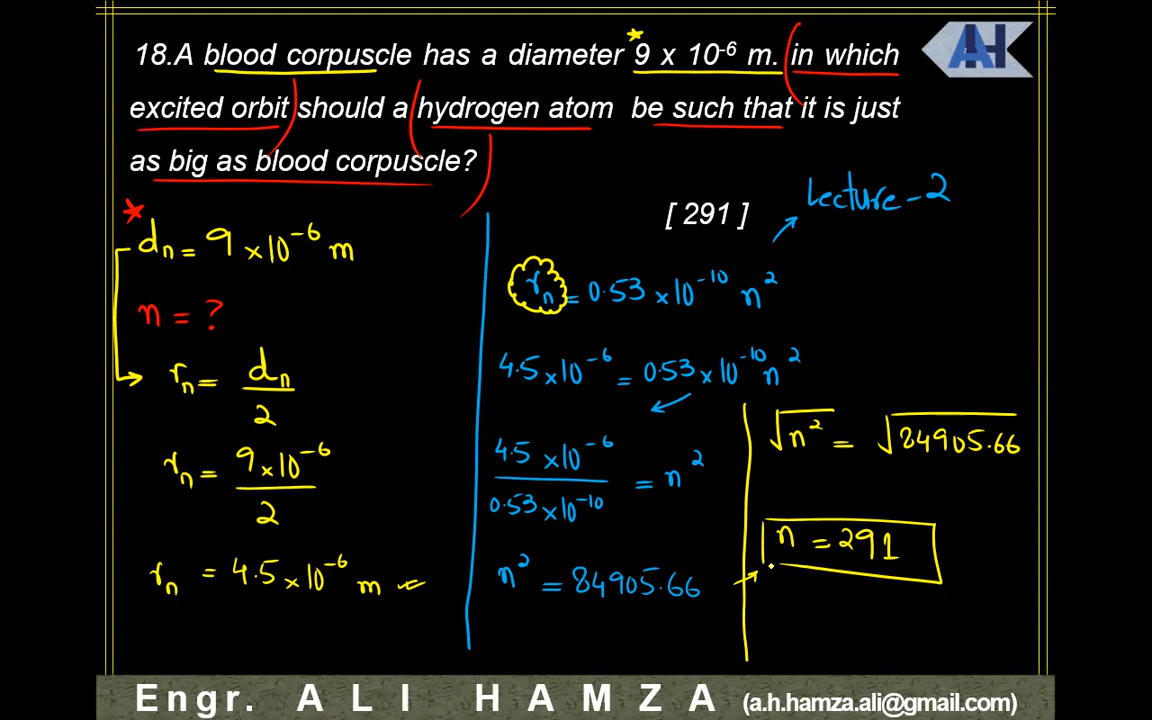 18.A blood corpuscle has a diameter 9 x 10⁻⁶ m. in which
excited orbit should a hydrogen atom be such that it is just
as big as blood corpuscle?
AH
[ 291 ]
Lecture - 2
dₙ = 9 × 10⁻⁶ m
n = ?
rₙ = dₙ / 2
rₙ = 9 × 10⁻⁶ / 2
rₙ = 4.5 × 10⁻⁶ m
rₙ = 0.53 × 10⁻¹⁰ n²
4.5 × 10⁻⁶ = 0.53 × 10⁻¹⁰ n²
4.5 × 10⁻⁶ / 0.53 × 10⁻¹⁰ = n²
n² = 84905.66
√n² = √84905.66
n = 291
Engr. ALI HAMZA (a.h.hamza.ali@gmail.com)